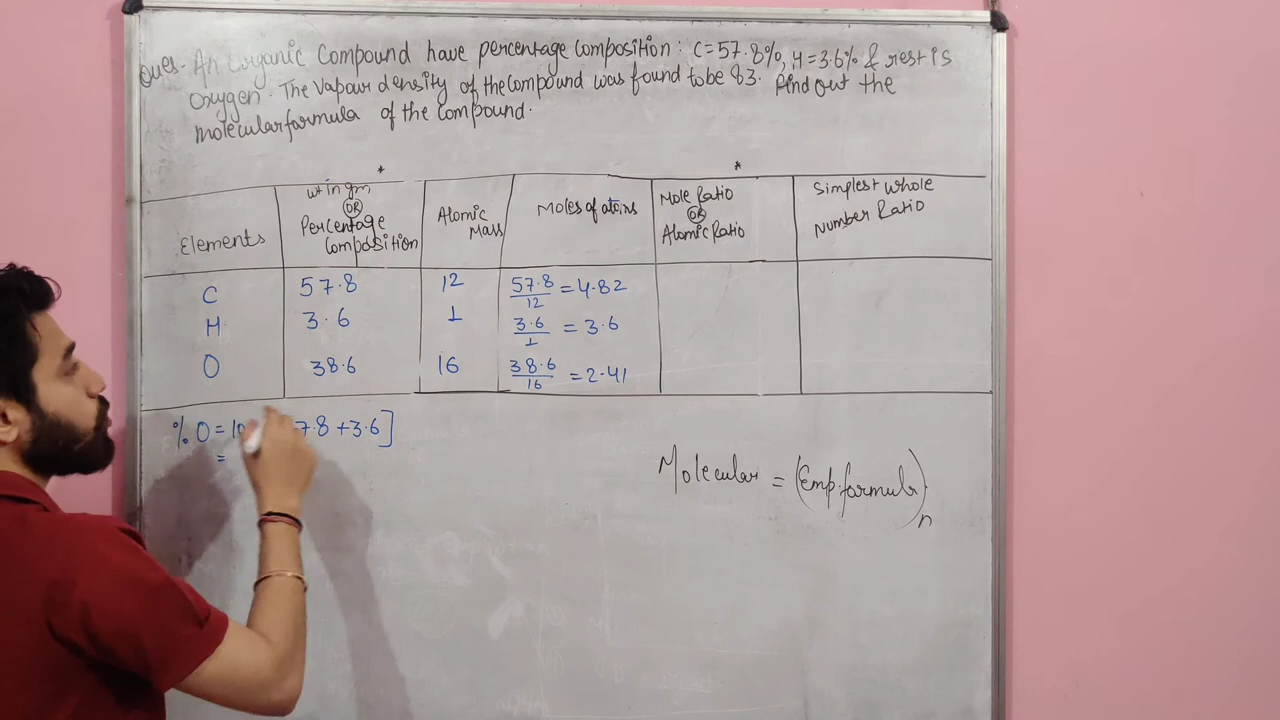 Ques- An organic Compound have percentage Composition: C=57.8%, H=3.6% & rest is
Oxygen. The Vapour density of the Compound was found to be 83. Find out the
molecular formula of the Compound.
*
*
Elements
wt in gm
OR
Percentage
Composition
Atomic
Mass
Moles of atoms
Mole Ratio
OR
Atomic Ratio
Simplest whole
Number Ratio
C 57.8 12 57.8/12 = 4.82
H 3.6 1 3.6/1 = 3.6
O 38.6 16 38.6/16 = 2.41
% O = 7.8 + 3.6]
=
Molecular = (Emp. formula)n